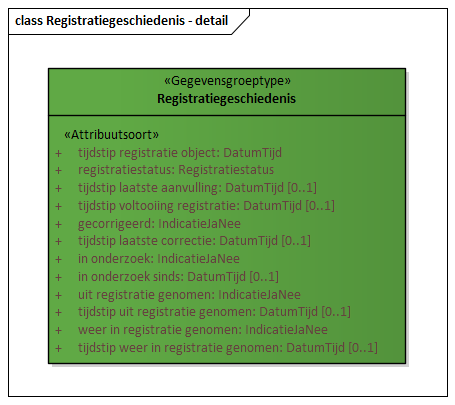 class Registratiegeschiedenis - detail
«Gegevensgroeptype»
Registratiegeschiedenis
«Attribuutsoort»
+ tijdstip registratie object: DatumTijd
+ registratiestatus: Registratiestatus
+ tijdstip laatste aanvulling: DatumTijd [0..1]
+ tijdstip voltooiing registratie: DatumTijd [0..1]
+ gecorrigeerd: IndicatieJaNee
+ tijdstip laatste correctie: DatumTijd [0..1]
+ in onderzoek: IndicatieJaNee
+ in onderzoek sinds: DatumTijd [0..1]
+ uit registratie genomen: IndicatieJaNee
+ tijdstip uit registratie genomen: DatumTijd [0..1]
+ weer in registratie genomen: IndicatieJaNee
+ tijdstip weer in registratie genomen: DatumTijd [0..1]